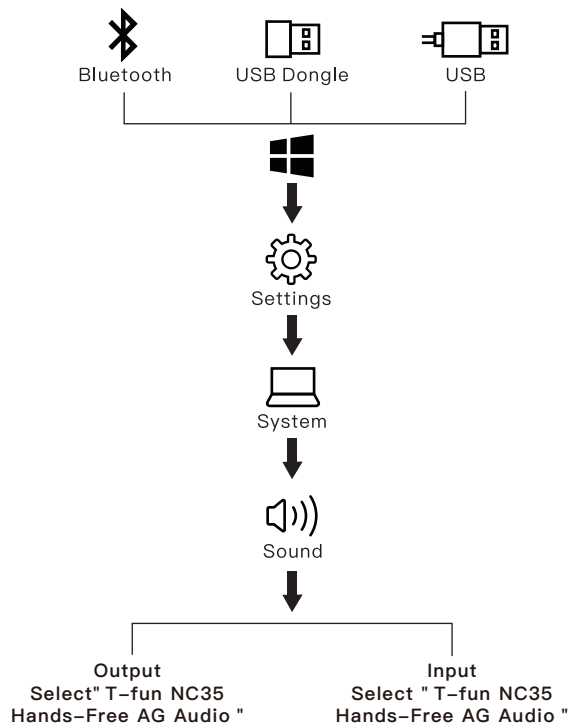 Bluetooth
USB Dongle
USB
Settings
System
Sound
Output
Select" T-fun NC35
Hands-Free AG Audio "
Input
Select " T-fun NC35
Hands-Free AG Audio "